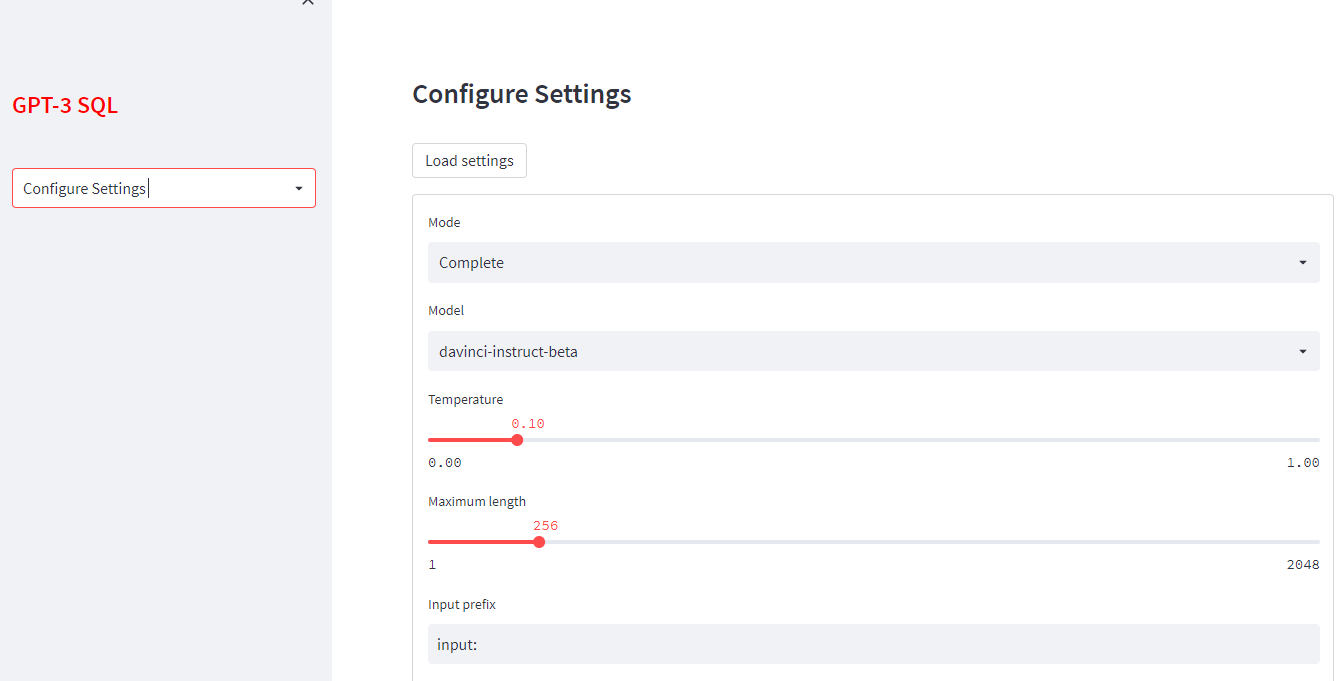 GPT-3 SQL
Configure Settings
Configure Settings
Load settings
Mode
Complete
Model
davinci-instruct-beta
Temperature
0.10
0.00 1.00
Maximum length
256
1 2048
Input prefix
input: